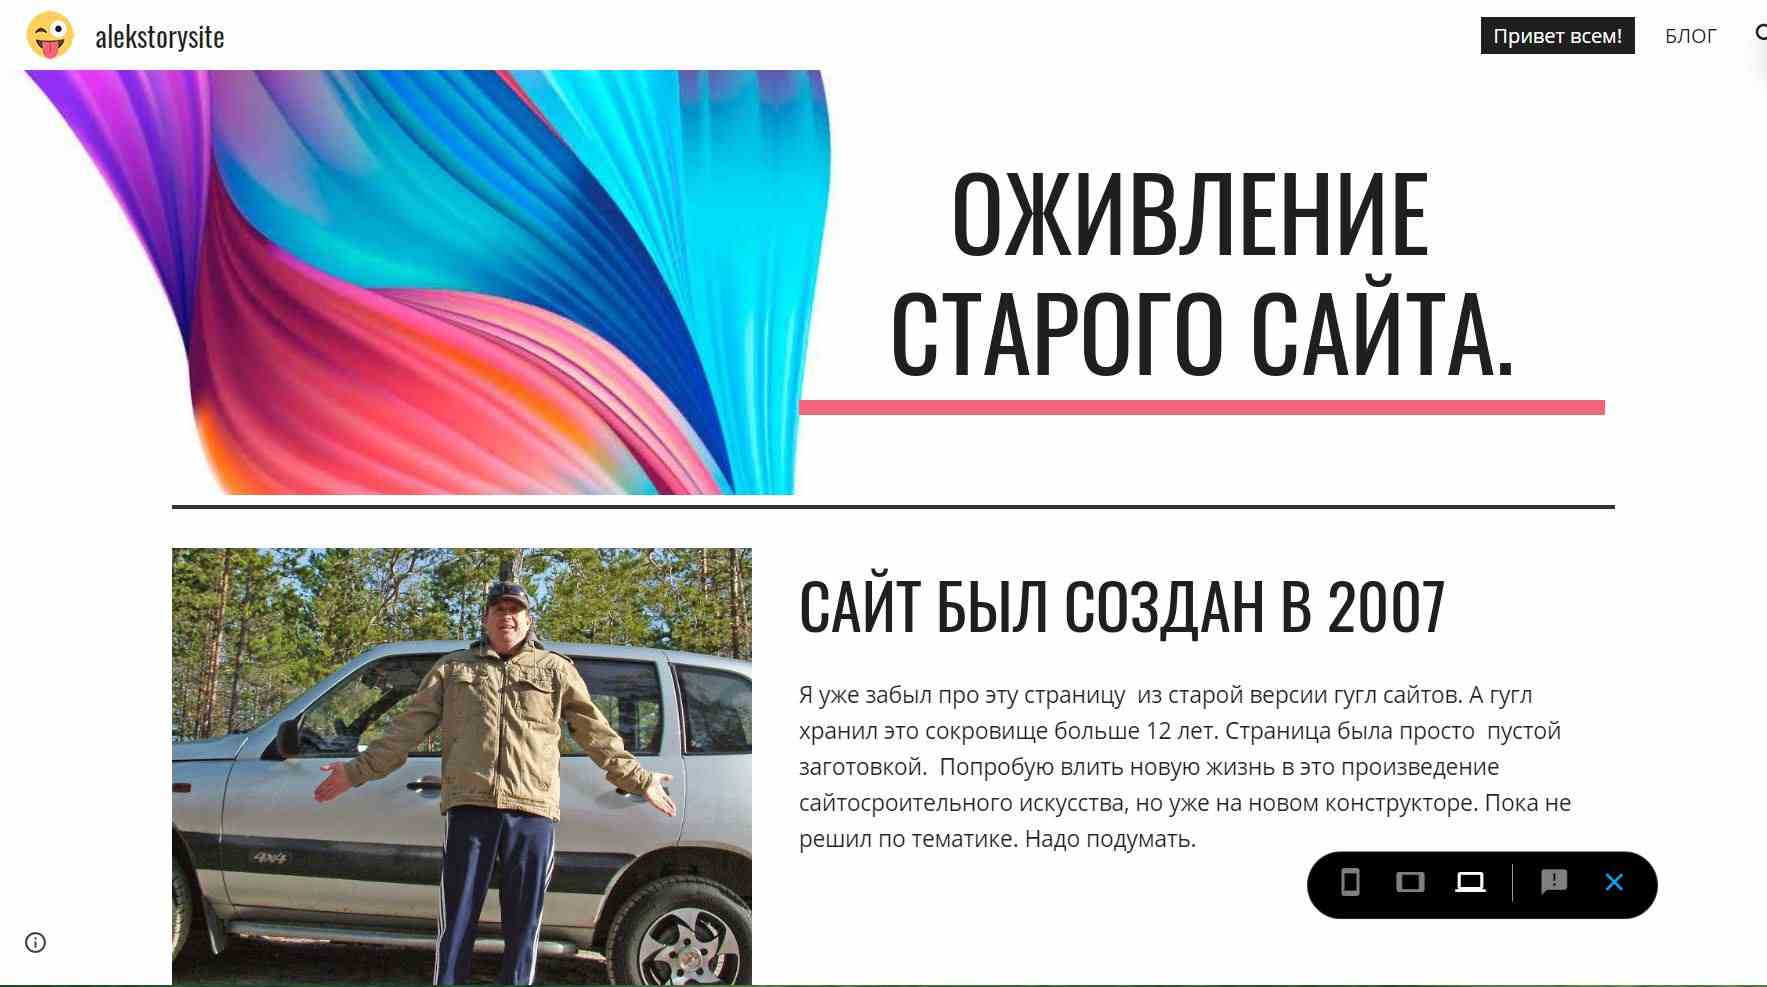 alekstorysite
Привет всем!
БЛОГ
ОЖИВЛЕНИЕ
СТАРОГО САЙТА.
САЙТ БЫЛ СОЗДАН В 2007
Я уже забыл про эту страницу  из старой версии гугл сайтов. А гугл
хранил это сокровище больше 12 лет. Страница была просто  пустой
заготовкой.  Попробую влить новую жизнь в это произведение
сайтосроительного искусства, но уже на новом конструкторе. Пока не
решил по тематике. Надо подумать.
4x4